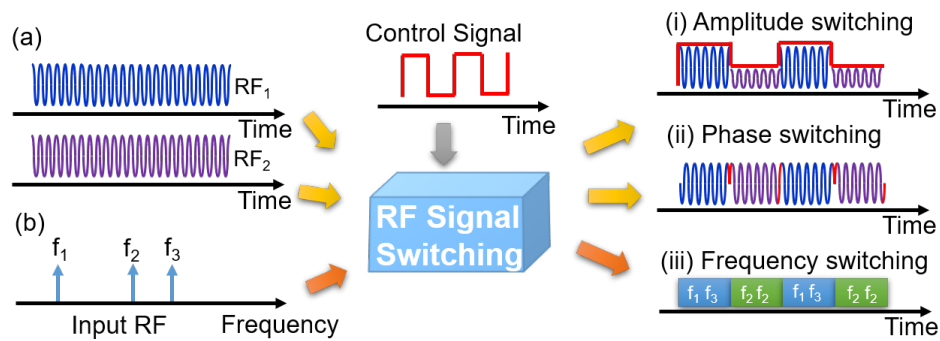 (a)
RF₁
Time
RF₂
Time
(b)
f₁ f₂ f₃
Input RF Frequency
Control Signal
Time
RF Signal
Switching
(i) Amplitude switching
Time
(ii) Phase switching
Time
(iii) Frequency switching
f₁ f₃ f₂ f₂ f₁ f₃ f₂ f₂
Time